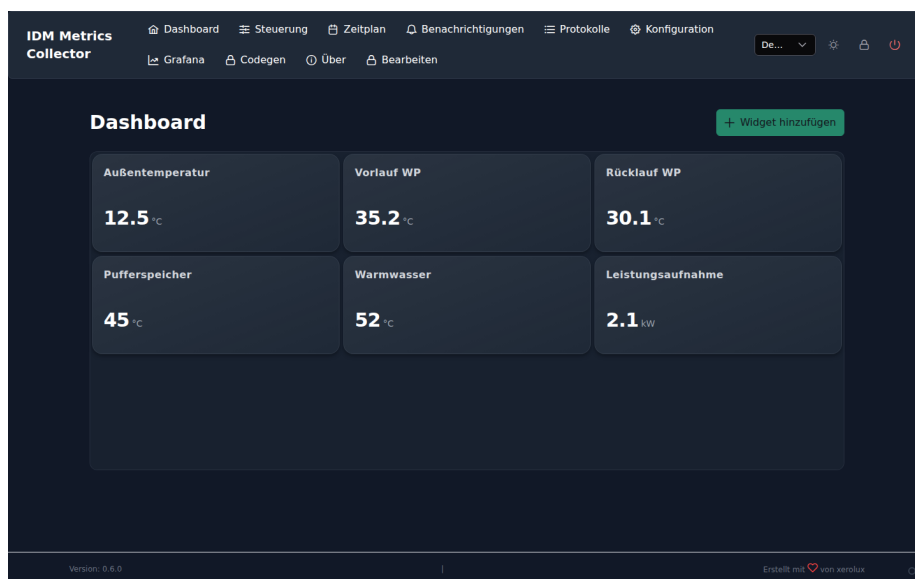 IDM Metrics Collector
Dashboard Steuerung Zeitplan Benachrichtigungen Protokolle Konfiguration
Grafana Codegen Über Bearbeiten
De...
Dashboard
Widget hinzufügen
Außentemperatur
12.5 °C
Vorlauf WP
35.2 °C
Rücklauf WP
30.1 °C
Pufferspeicher
45 °C
Warmwasser
52 °C
Leistungsaufnahme
2.1 kW
Version: 0.6.0 | Erstellt mit von xerolux